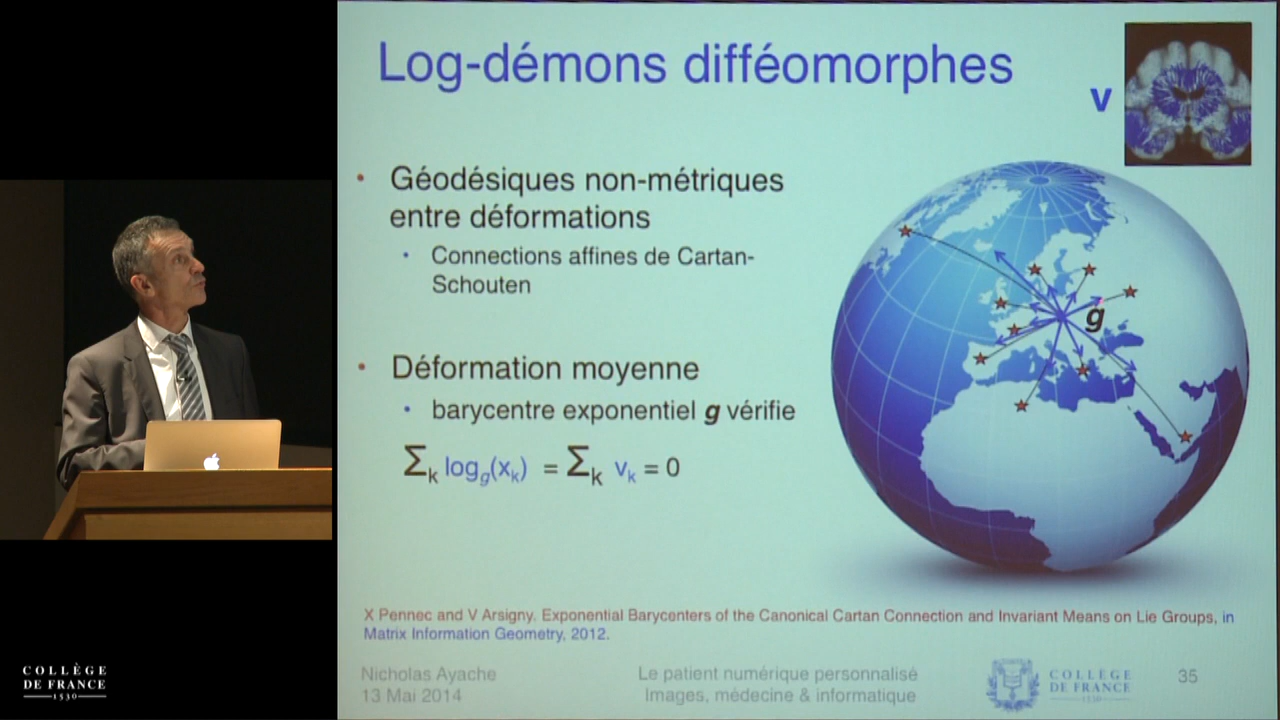 Log-démons difféomorphes
v
• Géodésiques non-métriques
entre déformations
• Connections affines de Cartan-
Schouten
g
• Déformation moyenne
• barycentre exponentiel g vérifie
Σk logg(xk) = Σk vk = 0
X Pennec and V Arsigny. Exponential Barycenters of the Canonical Cartan Connection and Invariant Means on Lie Groups, in
Matrix Information Geometry, 2012.
Nicholas Ayache
13 Mai 2014
Le patient numérique personnalisé
Images, médecine & informatique
COLLÈGE
DE FRANCE
1530
35
COLLÈGE
DE FRANCE
1530